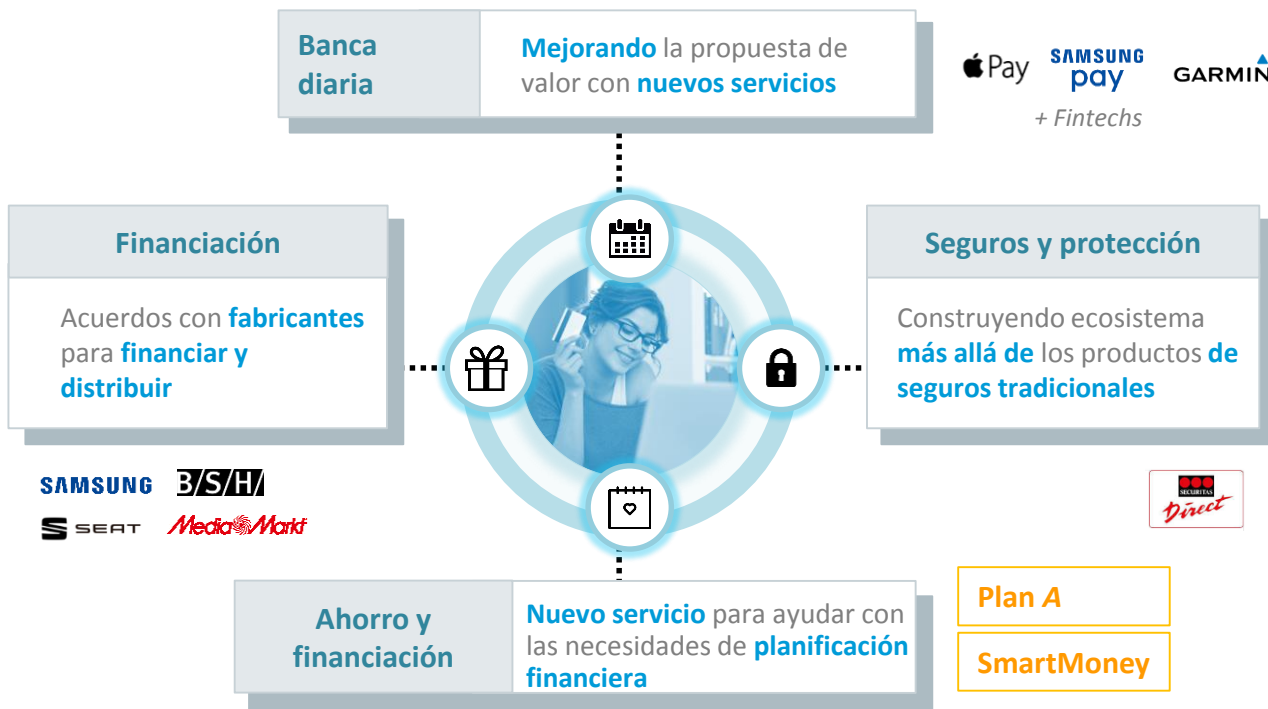 Banca
diaria
Mejorando la propuesta de
valor con nuevos servicios
Pay
SAMSUNG
pay
GARMIN
+ Fintechs
Financiación
Acuerdos con fabricantes
para financiar y
distribuir
SAMSUNG
B/S/H/
SEAT
Media Markt
Seguros y protección
Construyendo ecosistema
más allá de los productos de
seguros tradicionales
SECURITAS
Direct
Ahorro y
financiación
Nuevo servicio para ayudar con
las necesidades de planificación
financiera
Plan A
SmartMoney